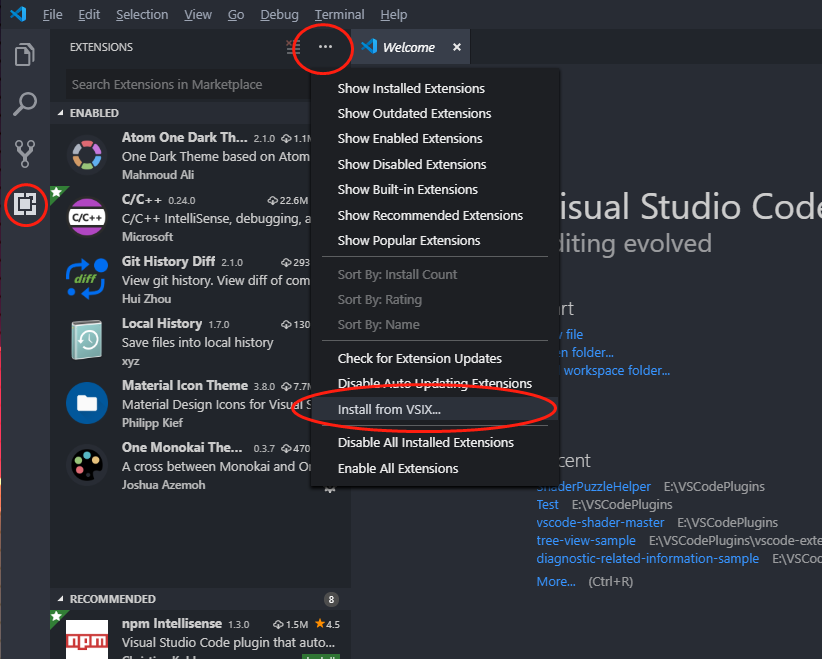 File Edit Selection View Go Debug Terminal Help
EXTENSIONS
Welcome
Search Extensions in Marketplace
ENABLED
Atom One Dark Th... 2.1.0
One Dark Theme based on Atom
Mahmoud Ali
C/C++ 0.24.0 22.6M
C/C++
C/C++ IntelliSense, debugging, a
Microsoft
Git History Diff 2.1.0 293
diff
View git history. View diff of com
Hui Zhou
Local History 1.7.0 130
Save files into local history
xyz
Material Icon Theme 3.8.0 7.7M
Material Design Icons for Visual S
Philipp Kief
One Monokai The... 0.3.7 470
A cross between Monokai and On
Joshua Azemoh
RECOMMENDED 8
npm Intellisense 1.3.0 1.5M 4.5
npm
Visual Studio Code plugin that auto...
Show Installed Extensions
Show Outdated Extensions
Show Enabled Extensions
Show Disabled Extensions
Show Built-in Extensions
Show Recommended Extensions
Show Popular Extensions
Sort By: Install Count
Sort By: Rating
Sort By: Name
Check for Extension Updates
Disable Auto Updating Extensions
Install from VSIX...
Disable All Installed Extensions
Enable All Extensions
isual Studio Code
diting evolved
art
file
en folder...
workspace folder...
cent
ShaderPuzzleHelper E:\VSCodePlugins
Test E:\VSCodePlugins
vscode-shader-master E:\VSCodePlugins
tree-view-sample E:\VSCodePlugins\vscode-exte
diagnostic-related-information-sample E:\VSCo
More... (Ctrl+R)